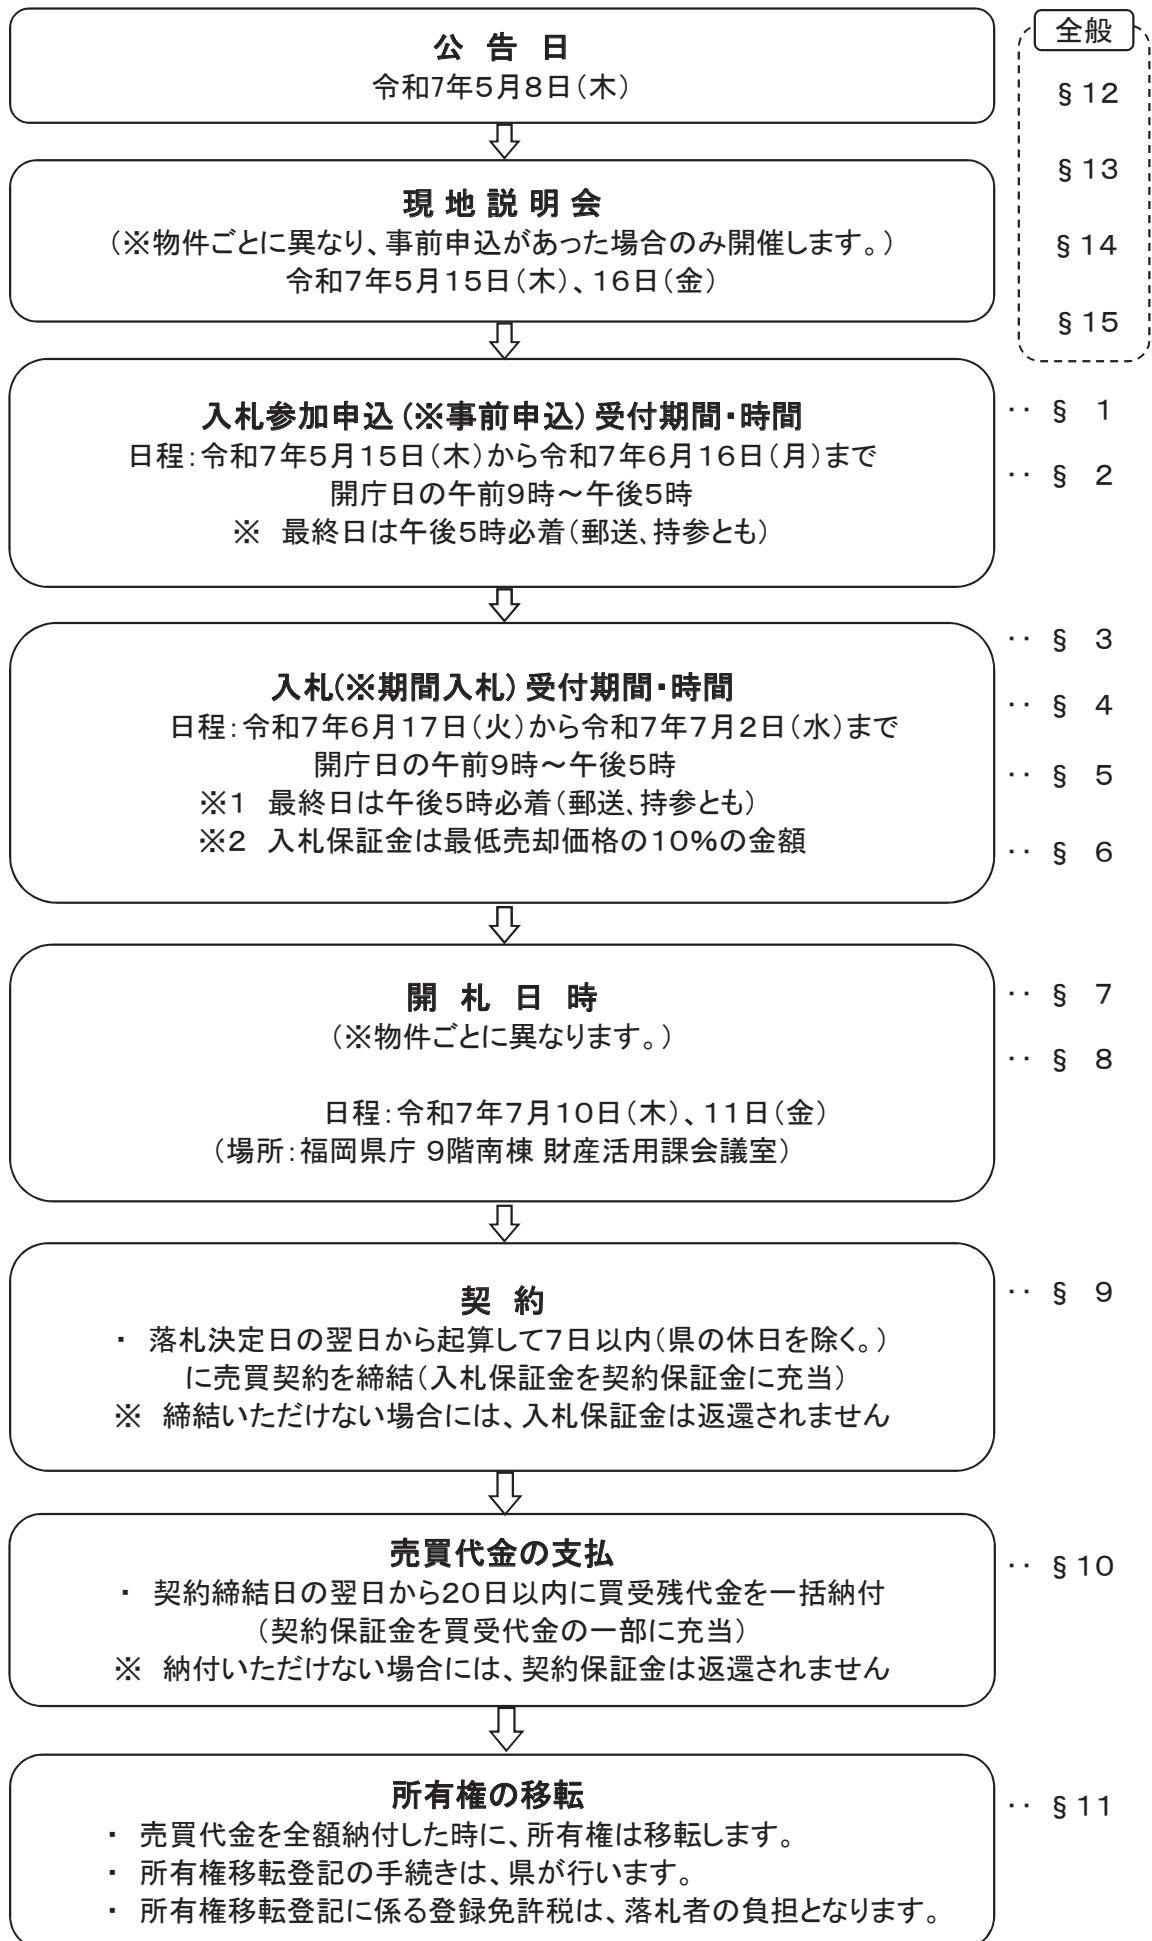 公 告 日
令和7年5月8日(木)
全般
§12
§13
§14
§15
現 地 説 明 会
(※物件ごとに異なり、事前申込があった場合のみ開催します。)
令和7年5月15日(木)、16日(金)
入札参加申込(※事前申込)受付期間・時間
日程:令和7年5月15日(木)から令和7年6月16日(月)まで
開庁日の午前9時～午後5時
※ 最終日は午後5時必着(郵送、持参とも)
‥ § 1
‥ § 2
入札(※期間入札)受付期間・時間
日程:令和7年6月17日(火)から令和7年7月2日(水)まで
開庁日の午前9時～午後5時
※1 最終日は午後5時必着(郵送、持参とも)
※2 入札保証金は最低売却価格の10%の金額
‥ § 3
‥ § 4
‥ § 5
‥ § 6
開 札 日 時
(※物件ごとに異なります。)
日程:令和7年7月10日(木)、11日(金)
(場所:福岡県庁 9階南棟 財産活用課会議室)
‥ § 7
‥ § 8
契 約
・ 落札決定日の翌日から起算して7日以内(県の休日を除く。)
に売買契約を締結(入札保証金を契約保証金に充当)
※ 締結いただけない場合には、入札保証金は返還されません
‥ § 9
売買代金の支払
・ 契約締結日の翌日から20日以内に買受残代金を一括納付
(契約保証金を買受代金の一部に充当)
※ 納付いただけない場合には、契約保証金は返還されません
‥ §10
所有権の移転
・ 売買代金を全額納付した時に、所有権は移転します。
・ 所有権移転登記の手続きは、県が行います。
・ 所有権移転登記に係る登録免許税は、落札者の負担となります。
‥ §11